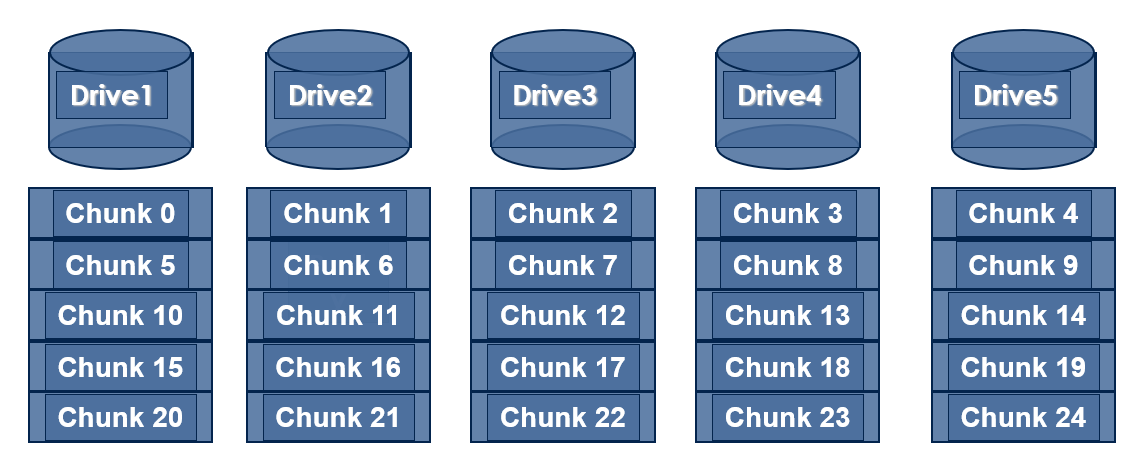 Drive1 Drive2 Drive3 Drive4 Drive5
Chunk 0 Chunk 1 Chunk 2 Chunk 3 Chunk 4
Chunk 5 Chunk 6 Chunk 7 Chunk 8 Chunk 9
Chunk 10 Chunk 11 Chunk 12 Chunk 13 Chunk 14
Chunk 15 Chunk 16 Chunk 17 Chunk 18 Chunk 19
Chunk 20 Chunk 21 Chunk 22 Chunk 23 Chunk 24